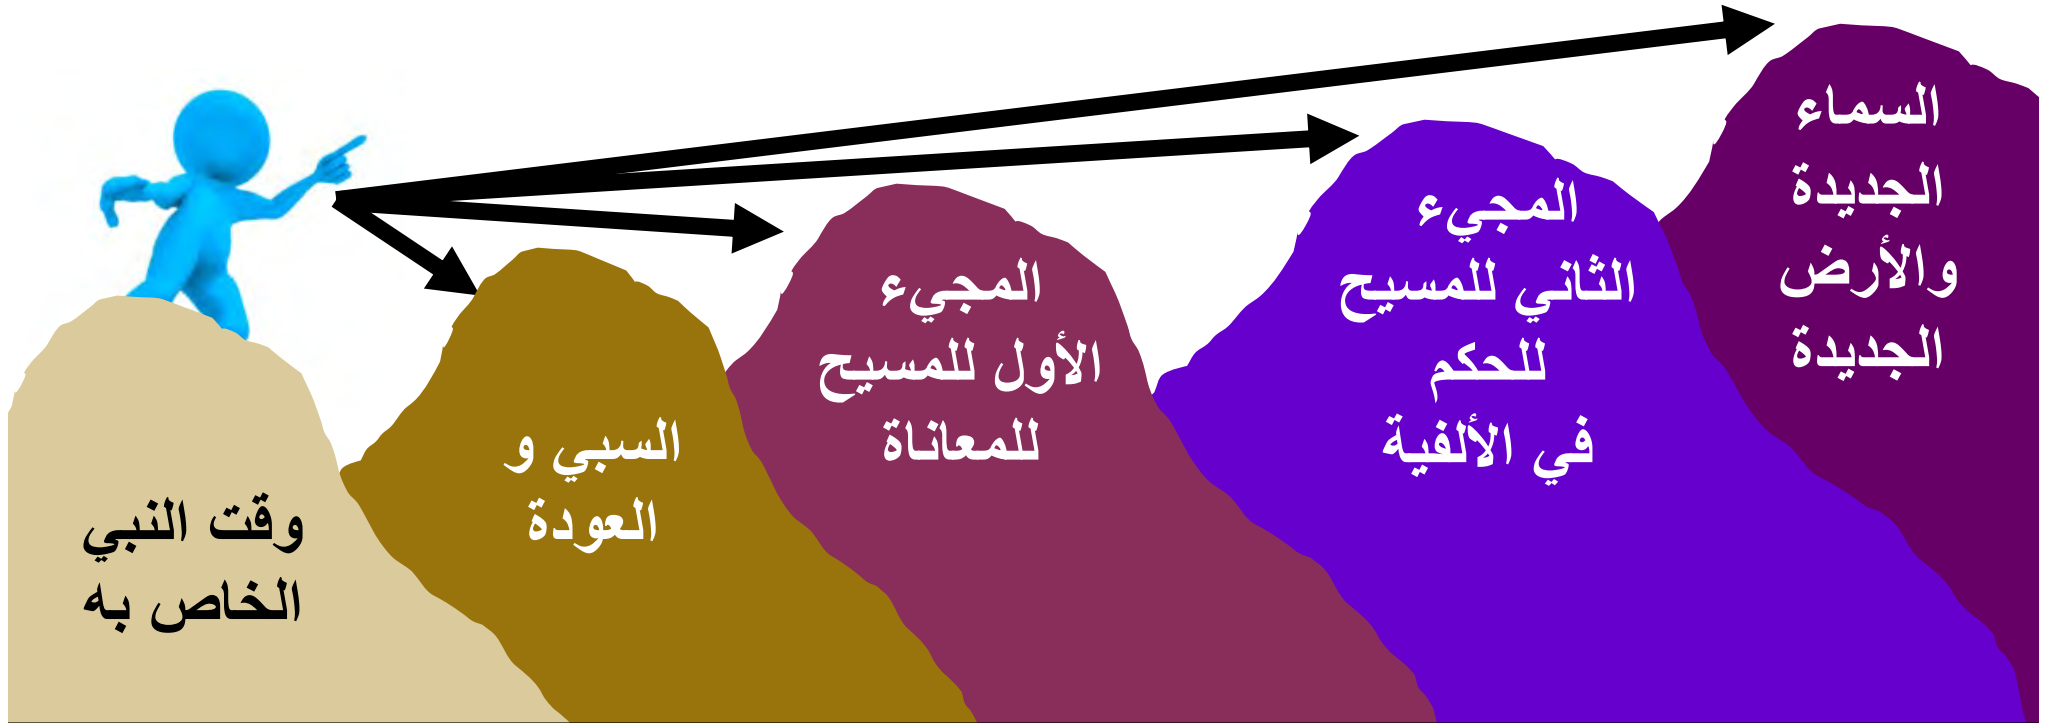 وقت النبي
الخاص به
السبي و
العودة
المجيء
الأول للمسيح
للمعاناة
المجيء
الثاني للمسيح
للحكم
في الألفية
السماء
الجديدة
والأرض
الجديدة